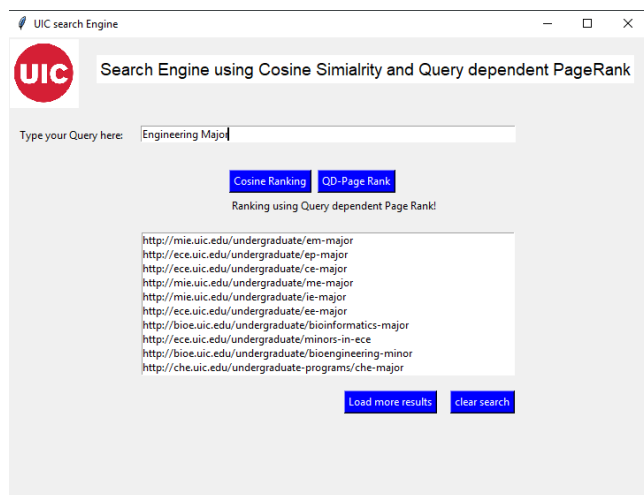 UIC search Engine
UIC
Search Engine using Cosine Simialrity and Query dependent PageRank
Type your Query here: Engineering Major
Cosine Ranking QD-Page Rank
Ranking using Query dependent Page Rank!
http://mie.uic.edu/undergraduate/em-major
http://ece.uic.edu/undergraduate/ep-major
http://ece.uic.edu/undergraduate/ce-major
http://mie.uic.edu/undergraduate/me-major
http://mie.uic.edu/undergraduate/ie-major
http://ece.uic.edu/undergraduate/ee-major
http://bioe.uic.edu/undergraduate/bioinformatics-major
http://ece.uic.edu/undergraduate/minors-in-ece
http://bioe.uic.edu/undergraduate/bioengineering-minor
http://che.uic.edu/undergraduate-programs/che-major
Load more results clear search